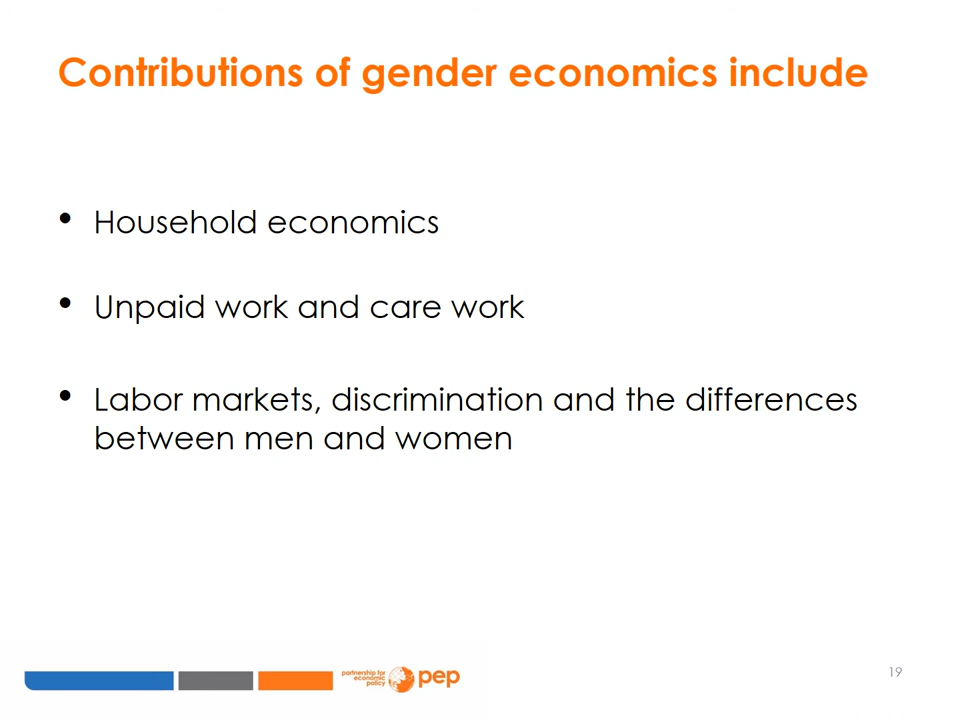 Contributions of gender economics include
• Household economics
• Unpaid work and care work
• Labor markets, discrimination and the differences
between men and women
partnership for
economic
policy
pep
19